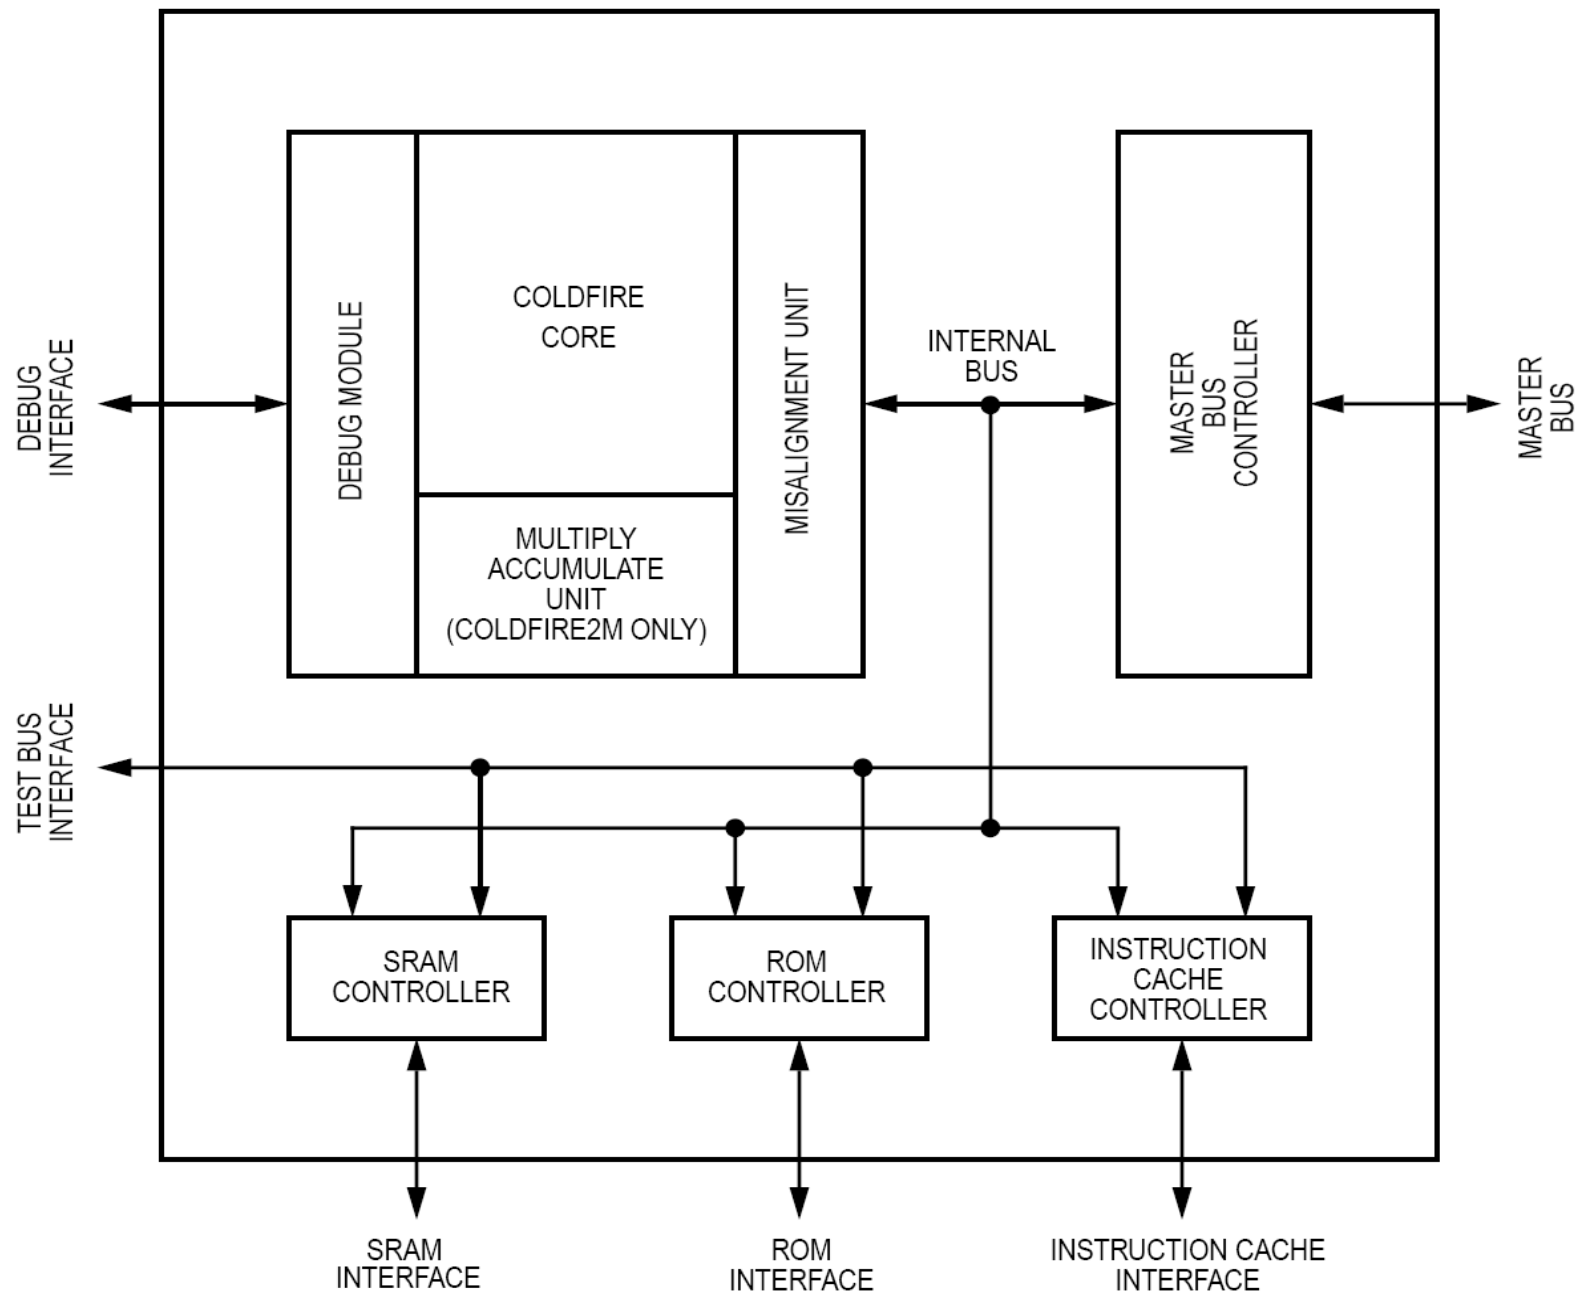 DEBUG
INTERFACE
DEBUG MODULE
COLDFIRE
CORE
MULTIPLY
ACCUMULATE
UNIT
(COLDFIRE2M ONLY)
MISALIGNMENT UNIT
INTERNAL
BUS
MASTER
BUS
CONTROLLER
MASTER
BUS
TEST BUS
INTERFACE
SRAM
CONTROLLER
ROM
CONTROLLER
INSTRUCTION
CACHE
CONTROLLER
SRAM
INTERFACE
ROM
INTERFACE
INSTRUCTION CACHE
INTERFACE